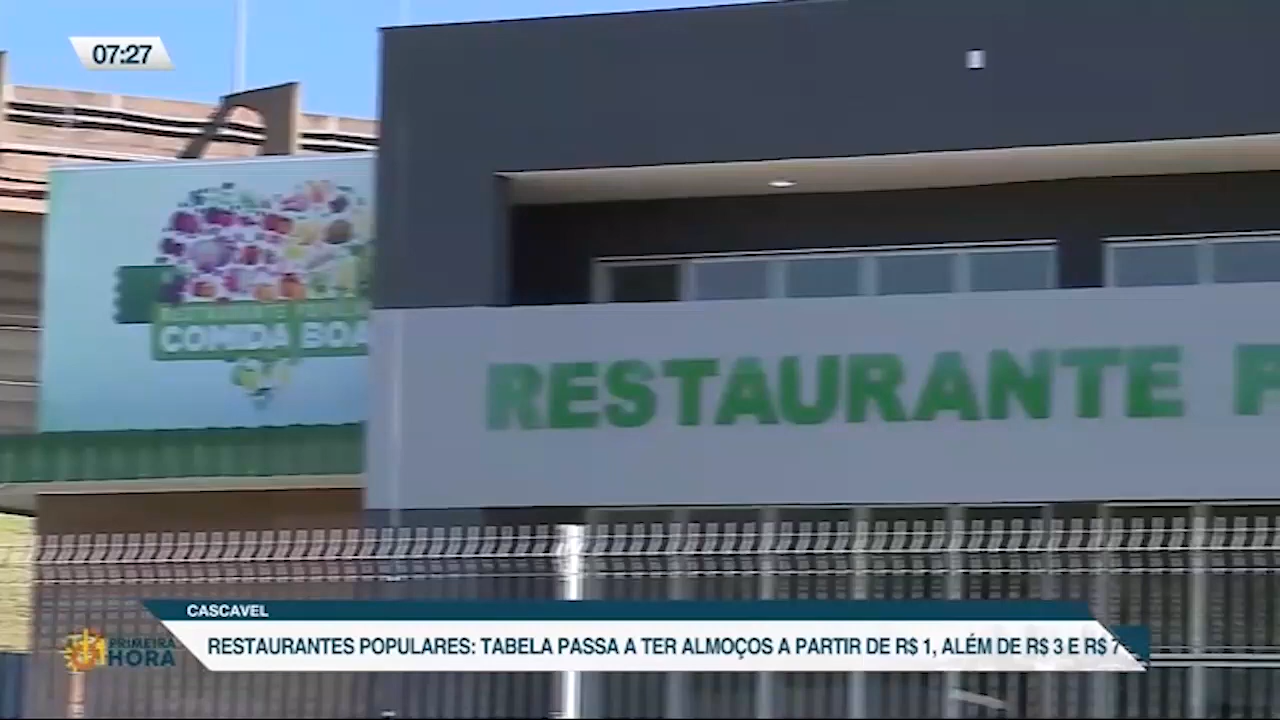 07:27
COMIDA BOA
RESTAURANTE P
CASCAVEL
PRIMEIRA
HORA
RESTAURANTES POPULARES: TABELA PASSA A TER ALMOÇOS A PARTIR DE R$ 1, ALÉM DE R$ 3 E R$ 7